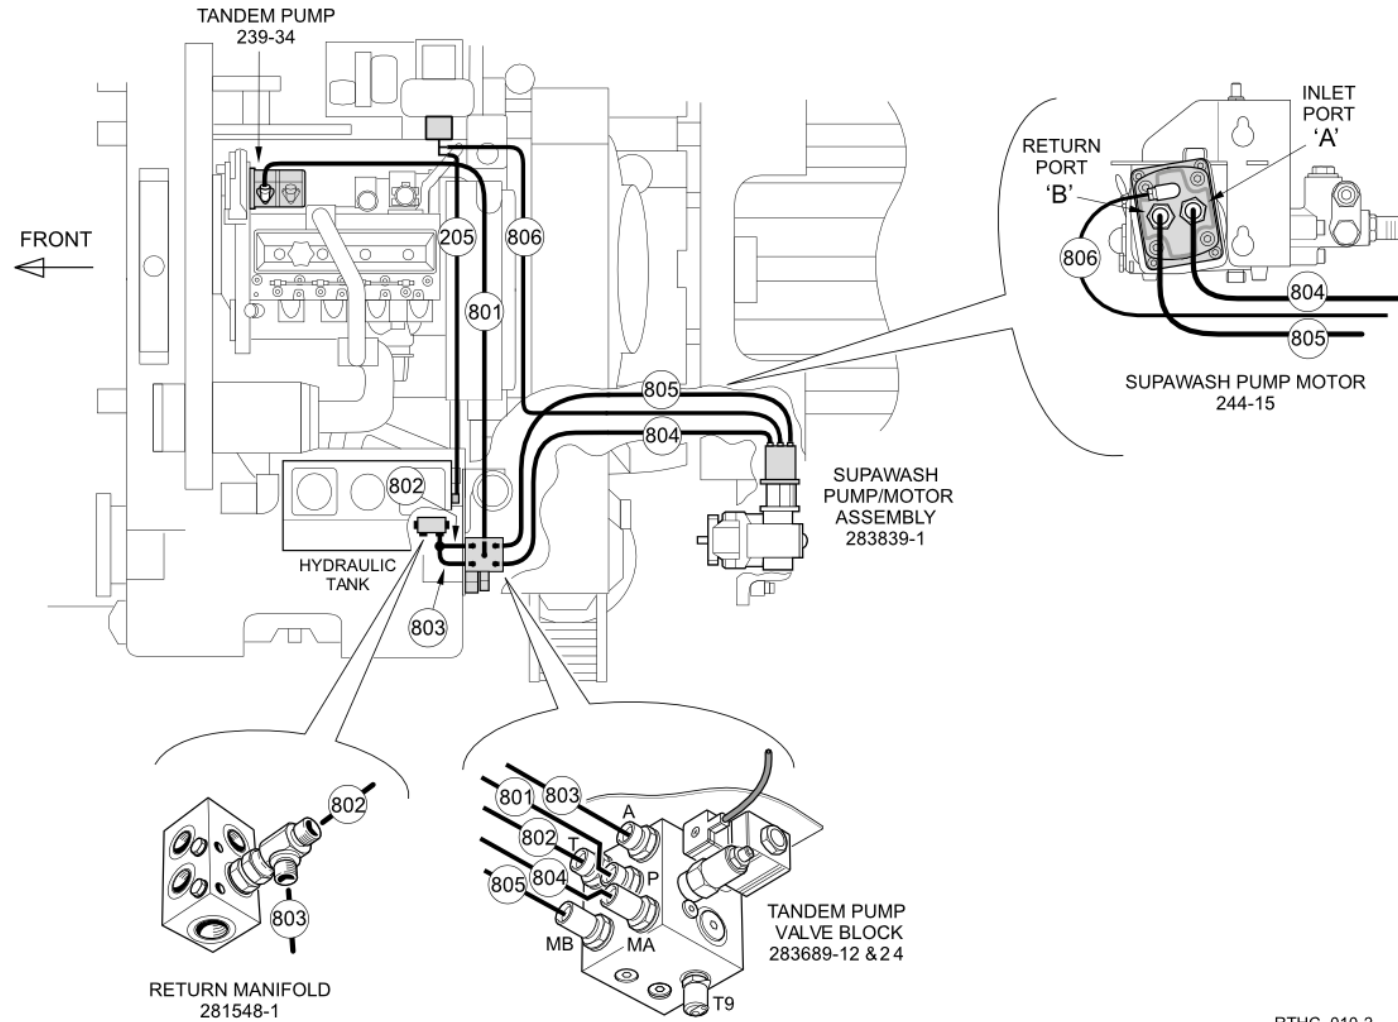 TANDEM PUMP
239-34
FRONT
205
806
801
805
804
802
HYDRAULIC
TANK
803
SUPAWASH
PUMP/MOTOR
ASSEMBLY
283839-1
INLET
PORT
'A'
RETURN
PORT
'B'
806
804
805
SUPAWASH PUMP MOTOR
244-15
802
803
RETURN MANIFOLD
281548-1
801
803
802
804
805
A
T
P
MB
MA
T9
TANDEM PUMP
VALVE BLOCK
283689-12 &24